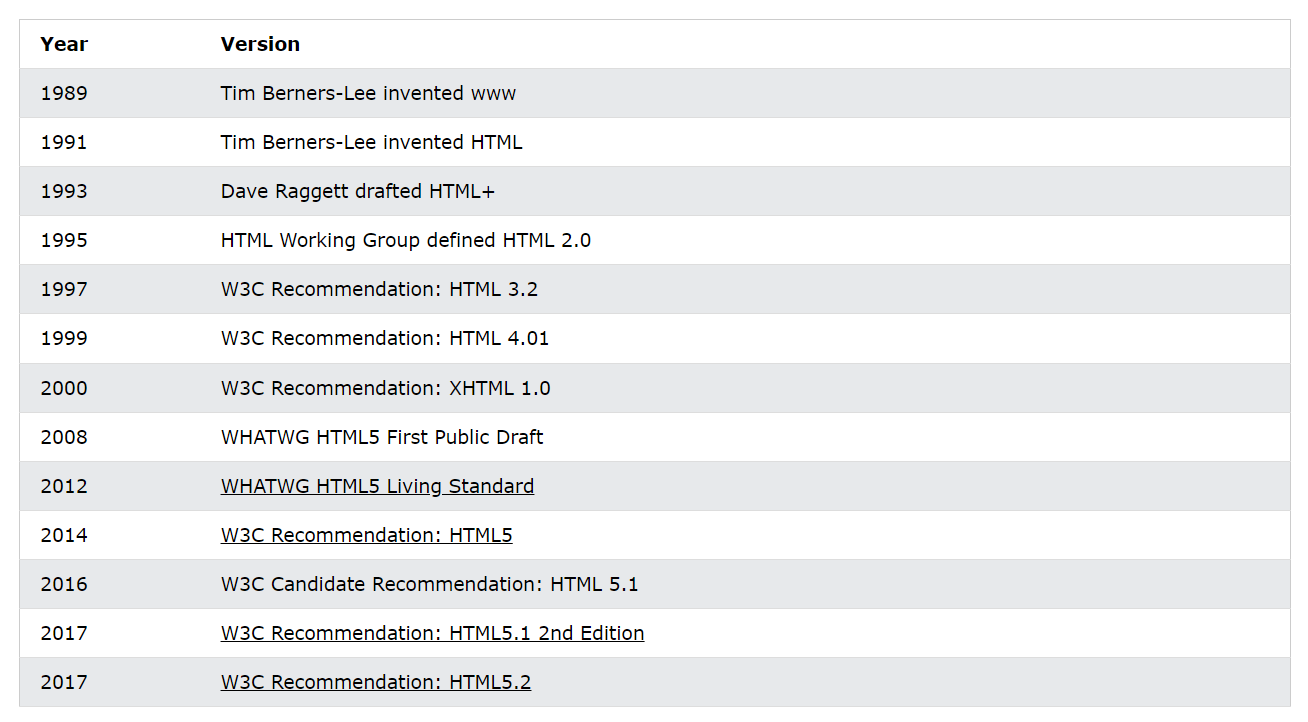 Year Version
1989 Tim Berners-Lee invented www
1991 Tim Berners-Lee invented HTML
1993 Dave Raggett drafted HTML+
1995 HTML Working Group defined HTML 2.0
1997 W3C Recommendation: HTML 3.2
1999 W3C Recommendation: HTML 4.01
2000 W3C Recommendation: XHTML 1.0
2008 WHATWG HTML5 First Public Draft
2012 WHATWG HTML5 Living Standard
2014 W3C Recommendation: HTML5
2016 W3C Candidate Recommendation: HTML 5.1
2017 W3C Recommendation: HTML5.1 2nd Edition
2017 W3C Recommendation: HTML5.2